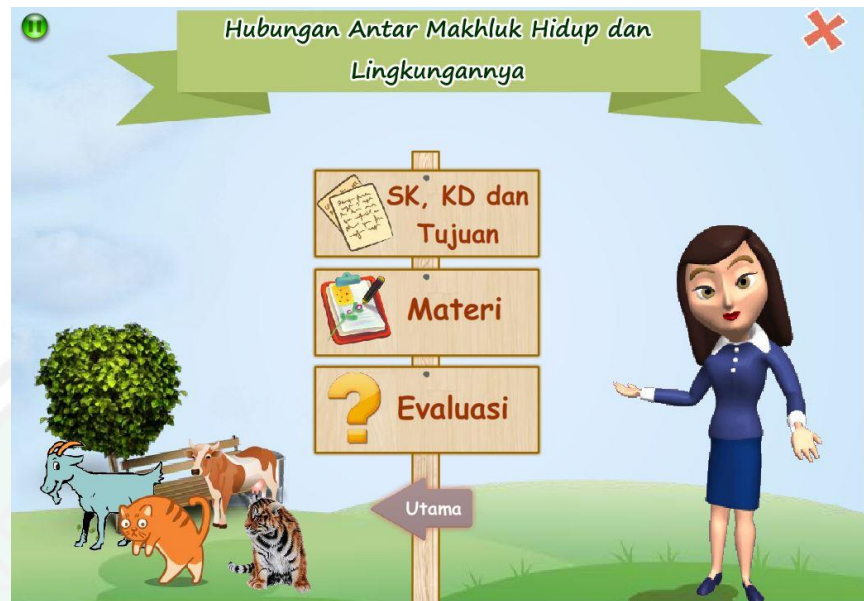 Hubungan Antar Makhluk Hidup dan
Lingkungannya
SK, KD dan
Tujuan
Materi
Evaluasi
Utama